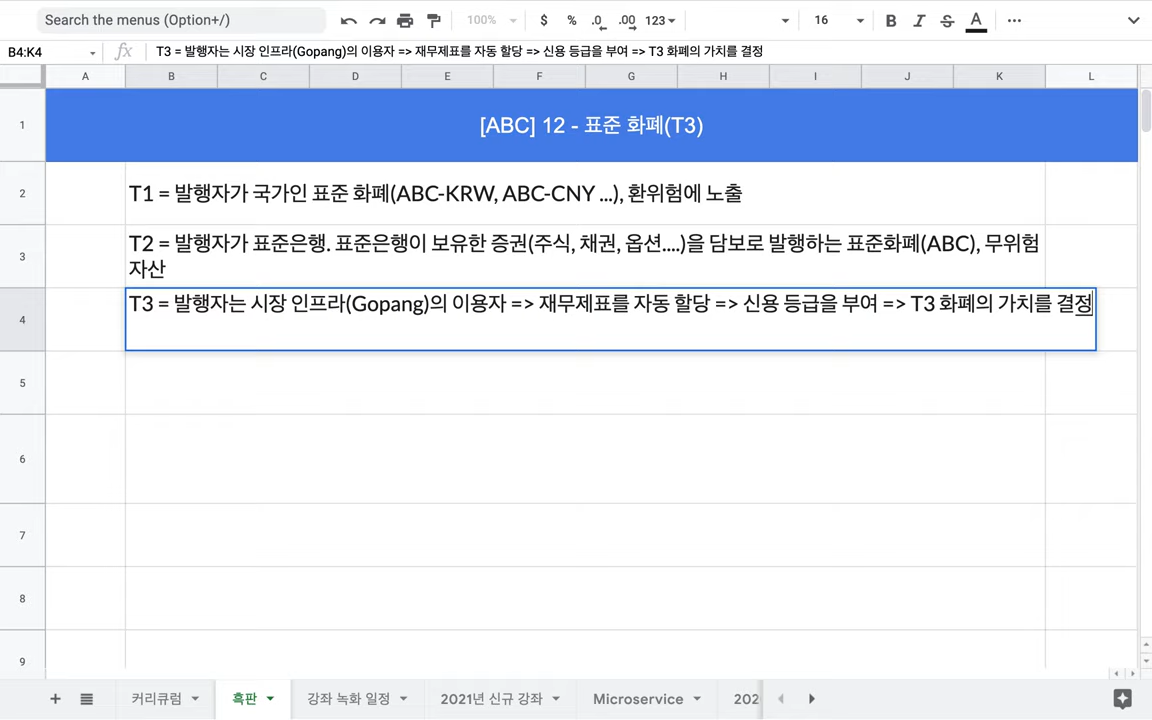 Search the menus (Option+/)
100%
$ % .0 .00 123
16
B I S A
B4:K4
fx
T3 = 발행자는 시장 인프라(Gopang)의 이용자 => 재무제표를 자동 할당 => 신용 등급을 부여 => T3 화폐의 가치를 결정
A B C D E F G H I J K L
1
[ABC] 12 - 표준 화폐(T3)
2
T1 = 발행자가 국가인 표준 화폐(ABC-KRW, ABC-CNY ...), 환위험에 노출
3
T2 = 발행자가 표준은행. 표준은행이 보유한 증권(주식, 채권, 옵션....)을 담보로 발행하는 표준화폐(ABC), 무위험
자산
4
T3 = 발행자는 시장 인프라(Gopang)의 이용자 => 재무제표를 자동 할당 => 신용 등급을 부여 => T3 화폐의 가치를 결정
5
6
7
8
9
커리큐럼
흑판
강좌 녹화 일정
2021년 신규 강좌
Microservice
202